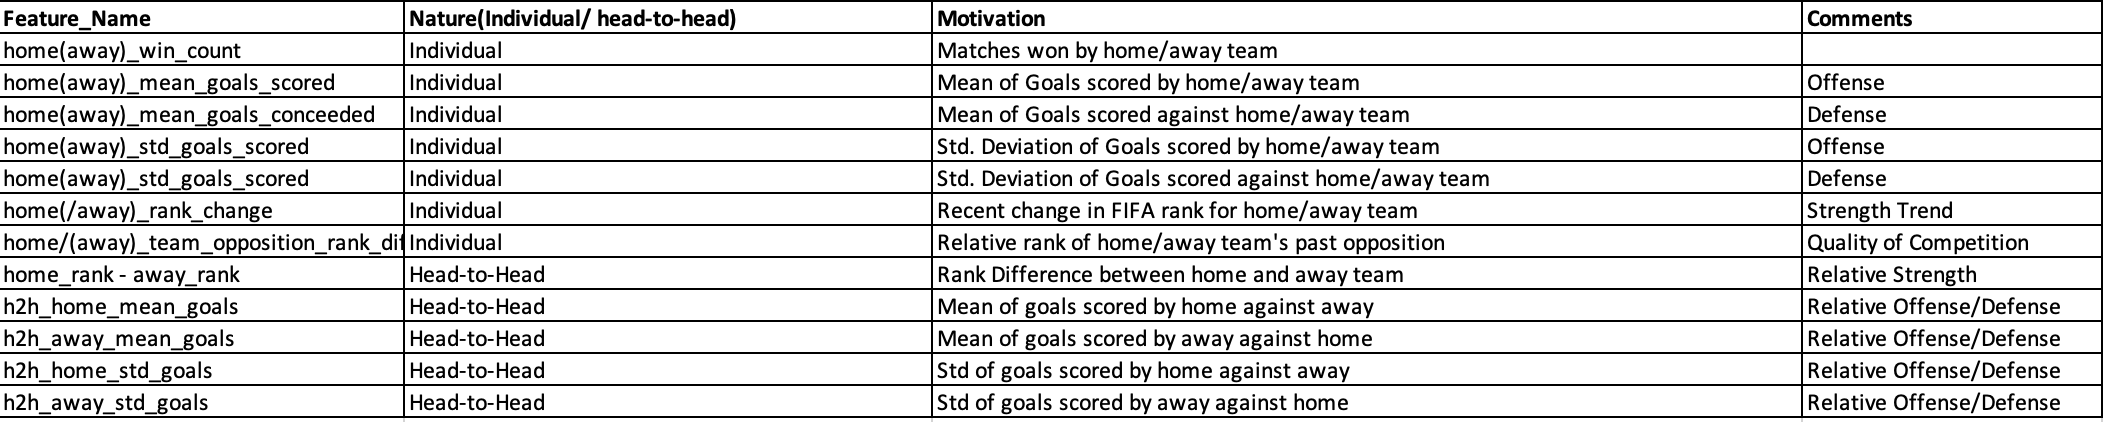 Feature_Name Nature(Individual/ head-to-head) Motivation Comments
home(away)_win_count Individual Matches won by home/away team
home(away)_mean_goals_scored Individual Mean of Goals scored by home/away team Offense
home(away)_mean_goals_conceeded Individual Mean of Goals scored against home/away team Defense
home(away)_std_goals_scored Individual Std. Deviation of Goals scored by home/away team Offense
home(away)_std_goals_scored Individual Std. Deviation of Goals scored against home/away team Defense
home(/away)_rank_change Individual Recent change in FIFA rank for home/away team Strength Trend
home/(away)_team_opposition_rank_dif Individual Relative rank of home/away team's past opposition Quality of Competition
home_rank - away_rank Head-to-Head Rank Difference between home and away team Relative Strength
h2h_home_mean_goals Head-to-Head Mean of goals scored by home against away Relative Offense/Defense
h2h_away_mean_goals Head-to-Head Mean of goals scored by away against home Relative Offense/Defense
h2h_home_std_goals Head-to-Head Std of goals scored by home against away Relative Offense/Defense
h2h_away_std_goals Head-to-Head Std of goals scored by away against home Relative Offense/Defense